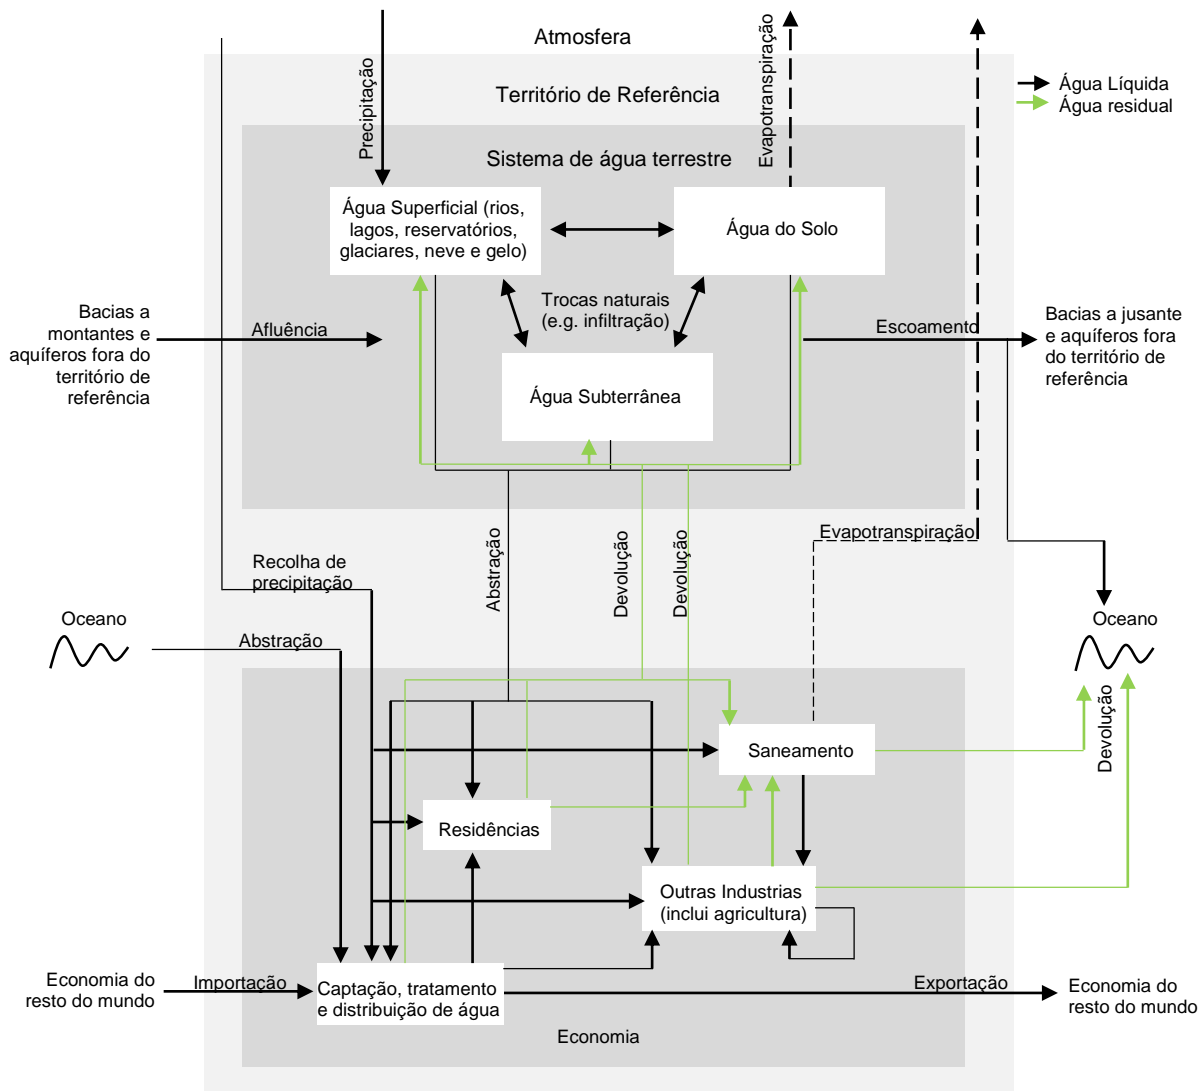 Atmosfera
Precipitação
Evapotranspiração
Território de Referência
Água Líquida
Água residual
Sistema de água terrestre
Água Superficial (rios,
lagos, reservatórios,
glaciares, neve e gelo)
Água do Solo
Trocas naturais
(e.g. infiltração)
Bacias a
montantes e
aquíferos fora do
território de
referência
Afluência
Escoamento
Bacias a jusante
e aquíferos fora
do território de
referência
Água Subterrânea
Abstração
Devolução
Devolução
Evapotranspiração
Recolha de
precipitação
Oceano
Abstração
Oceano
Devolução
Saneamento
Residências
Outras Industrias
(inclui agricultura)
Economia do
resto do mundo
Importação
Captação, tratamento
e distribuição de água
Exportação
Economia do
resto do mundo
Economia